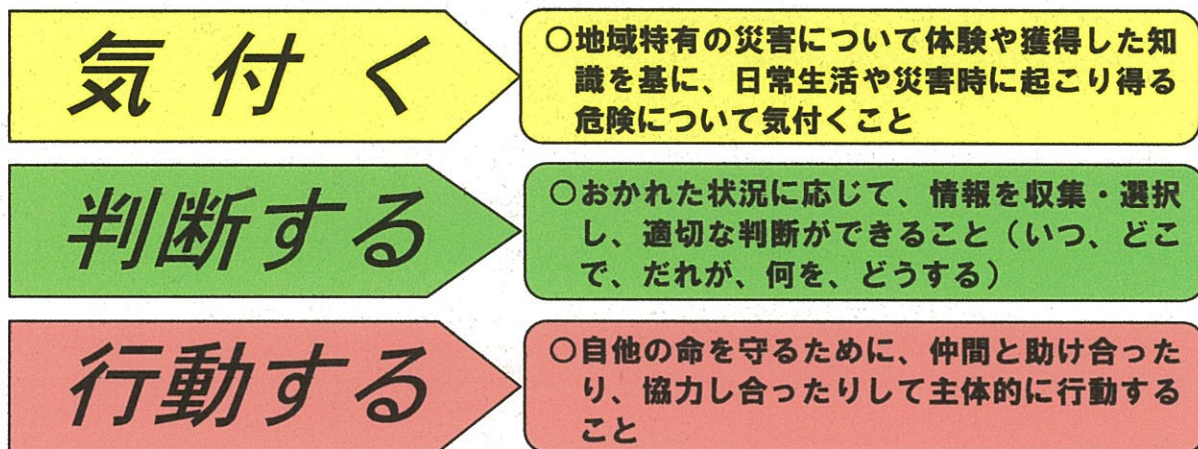 気付く
○地域特有の災害について体験や獲得した知
識を基に、日常生活や災害時に起こり得る
危険について気付くこと
判断する
○おかれた状況に応じて、情報を収集・選択
し、適切な判断ができること（いつ、どこ
で、だれが、何を、どうする）
行動する
○自他の命を守るために、仲間と助け合った
り、協力し合ったりして主体的に行動する
こと